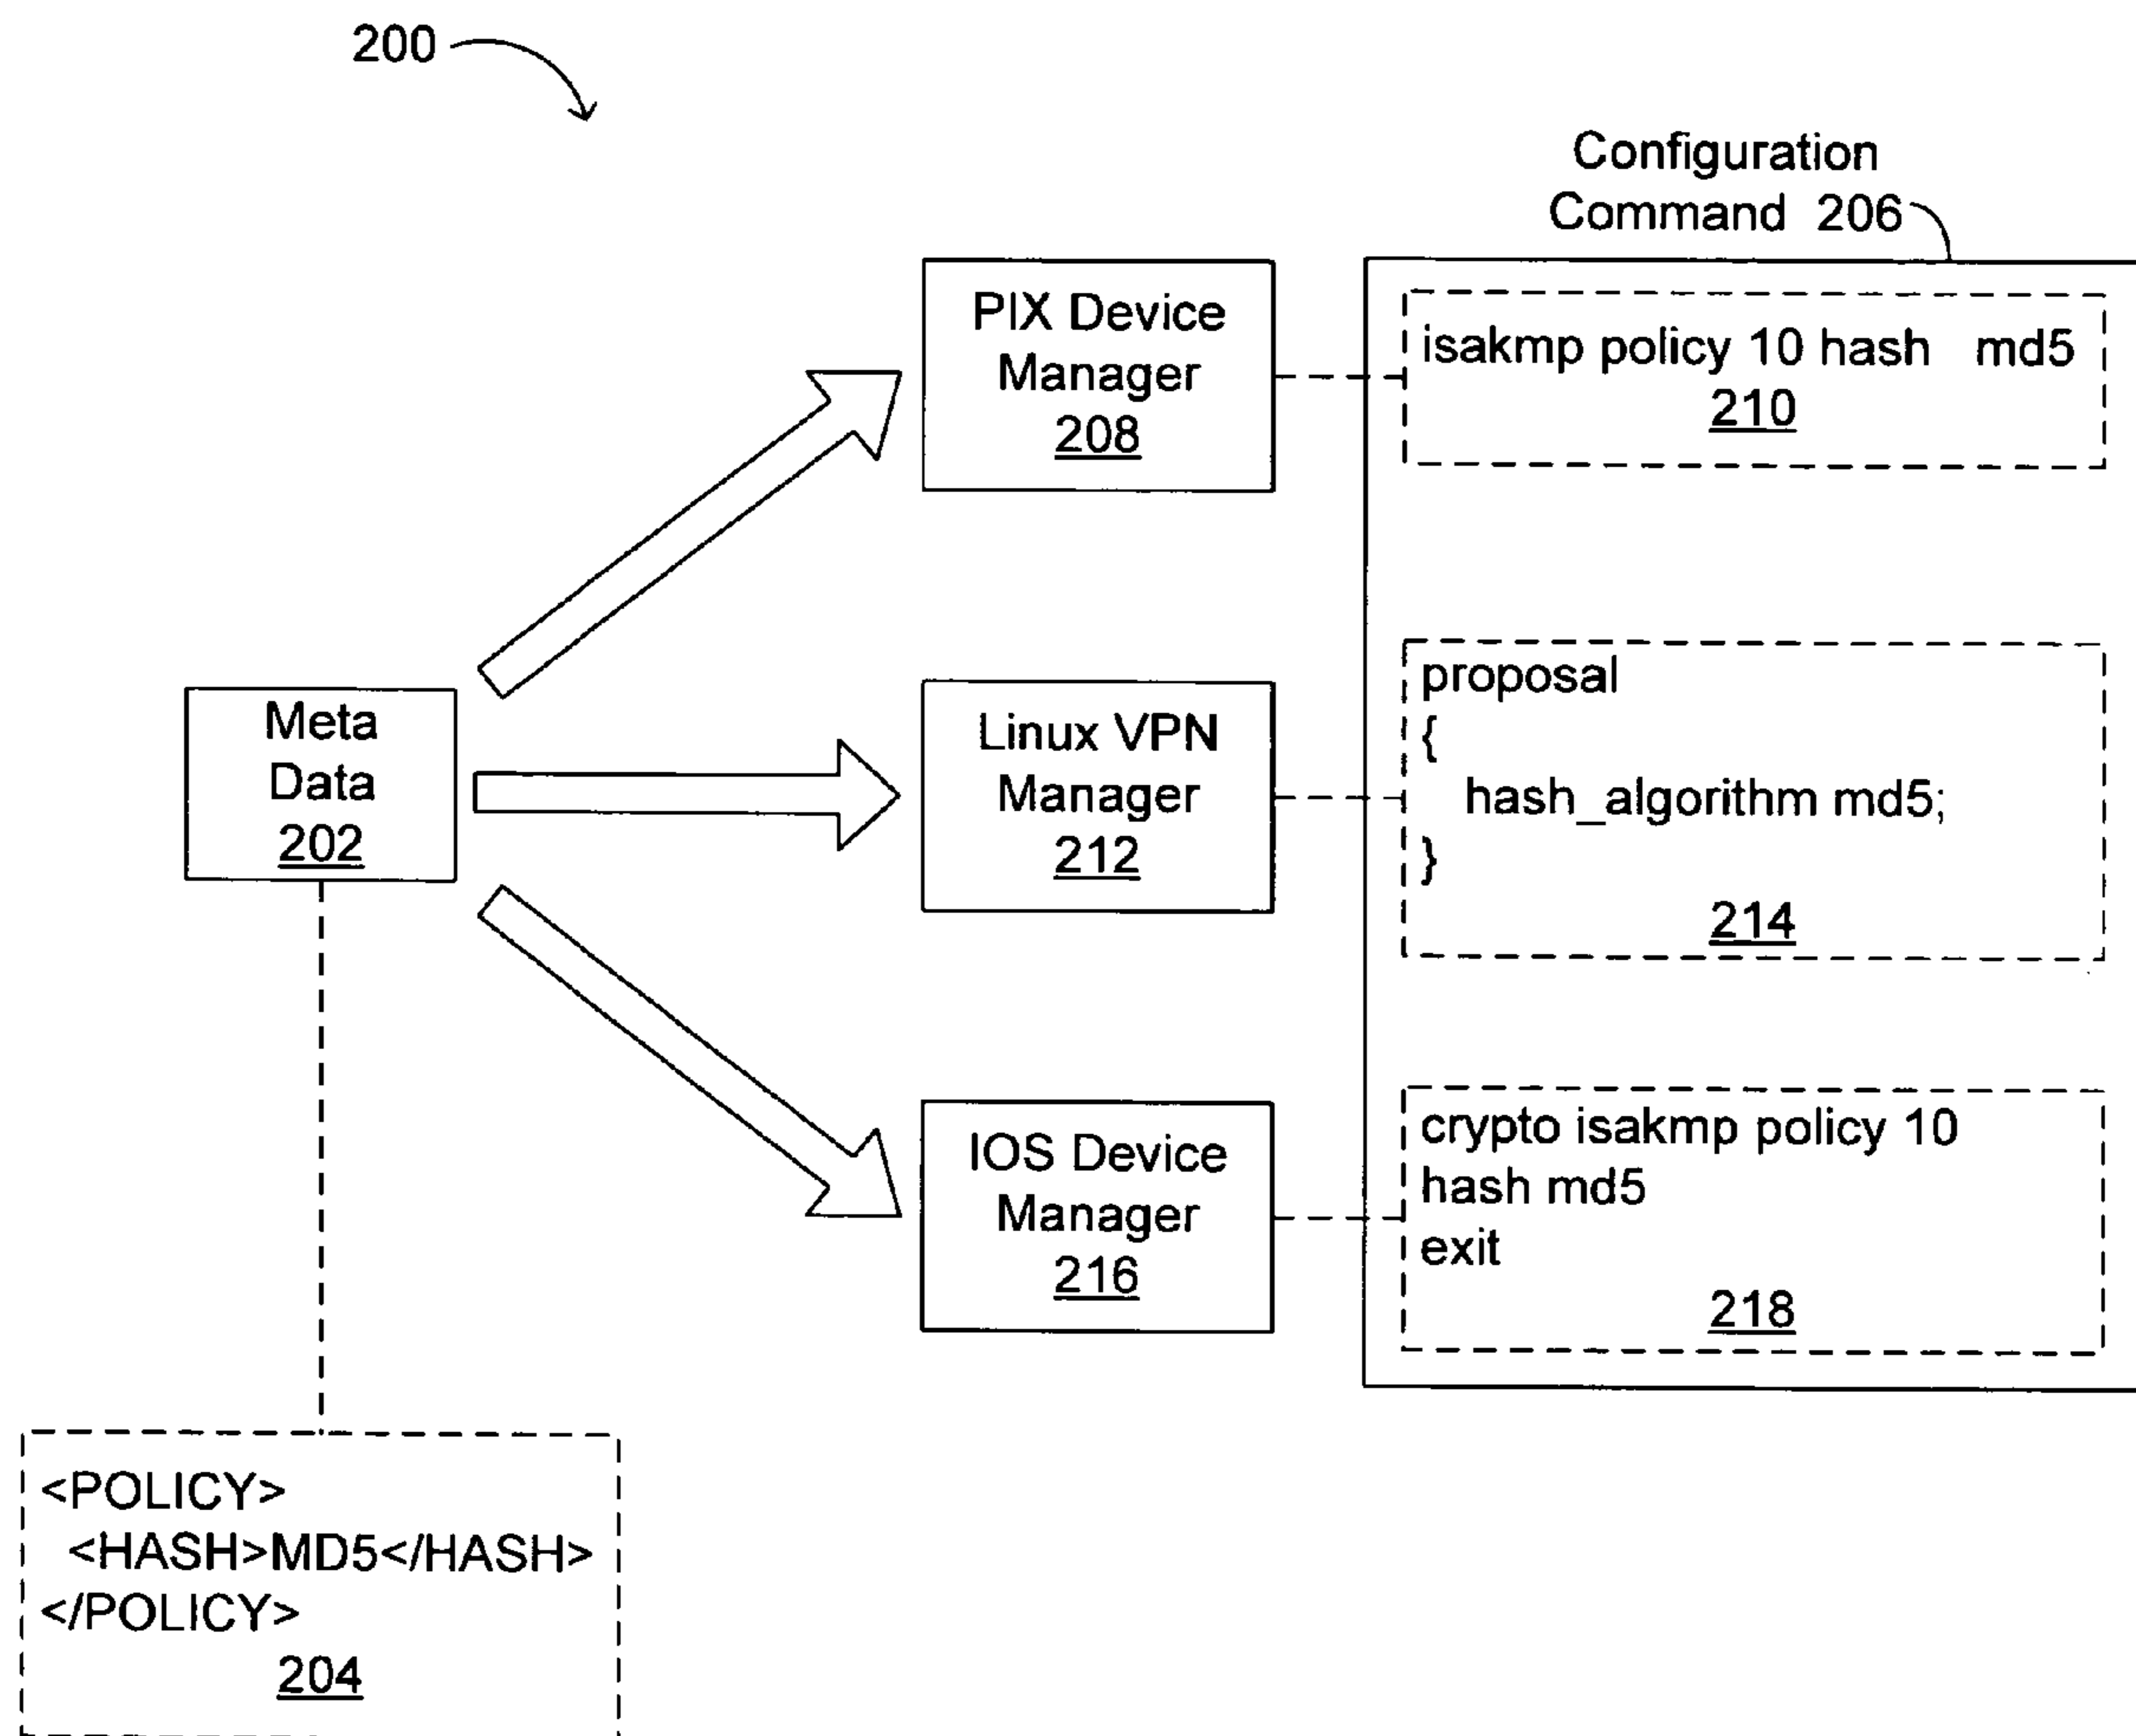 200
Configuration
Command 206
PIX Device
Manager
208
isakmp policy 10 hash md5
210
Meta
Data
202
Linux VPN
Manager
212
proposal
{
hash_algorithm md5;
}
214
IOS Device
Manager
216
crypto isakmp policy 10
hash md5
exit
218
<POLICY>
<HASH>MD5</HASH>
</POLICY>
204